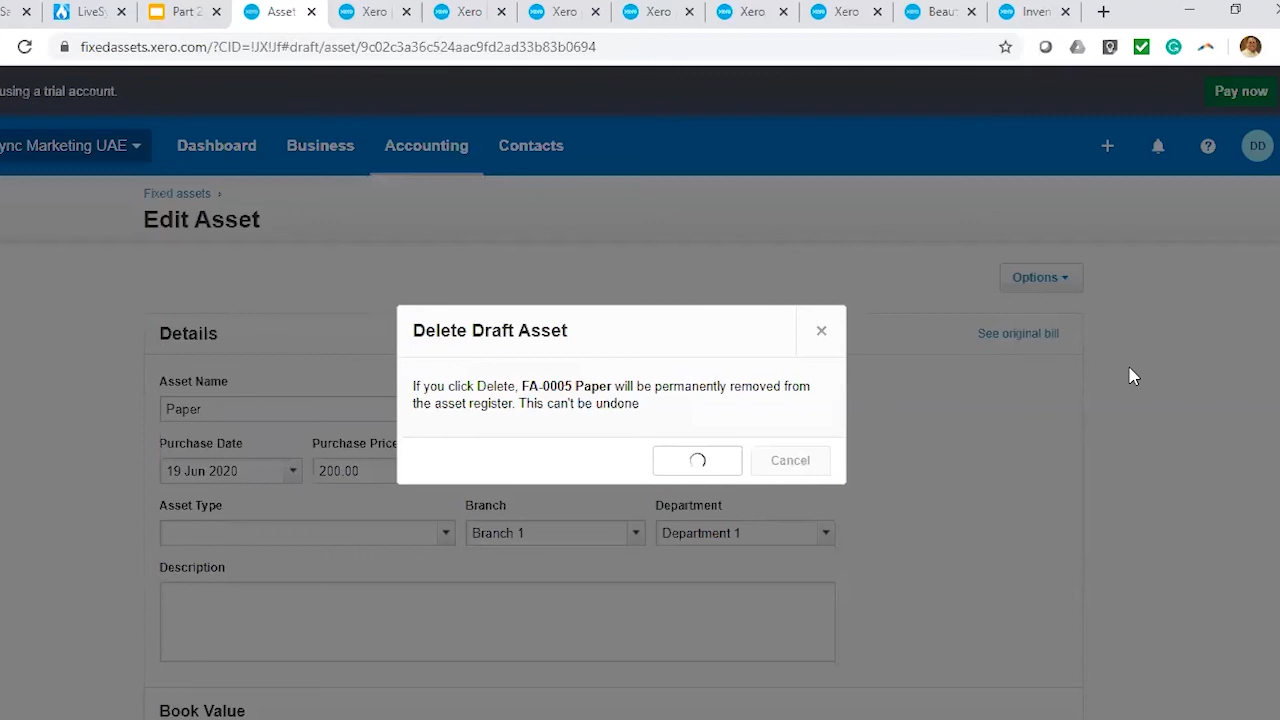 Se
LiveSy
Part 2
Asset
Xero
Xero
Xero
Xero
Xero
Xero
Beau
Inven
fixedassets.xero.com/?CID=!JX!Jf#draft/asset/9c02c3a36c524aac9fd2ad33b83b0694
using a trial account.
Pay now
ync Marketing UAE
Dashboard
Business
Accounting
Contacts
DD
Fixed assets ›
Edit Asset
Options
Delete Draft Asset
If you click Delete, FA-0005 Paper will be permanently removed from
the asset register. This can't be undone
Cancel
Details
See original bill
Asset Name
Paper
Purchase Date
Purchase Price
19 Jun 2020
200.00
Asset Type
Branch
Department
Branch 1
Department 1
Description
Book Value